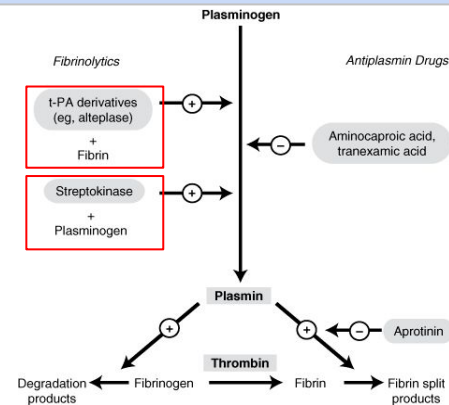 Plasminogen
Fibrinolytics
Antiplasmin Drugs
t-PA derivatives
(eg, alteplase)
+
Fibrin
+
Aminocaproic acid,
tranexamic acid
−
Streptokinase
+
Plasminogen
+
Plasmin
+
+
−
Aprotinin
Thrombin
Degradation
products
Fibrinogen
Fibrin
Fibrin split
products